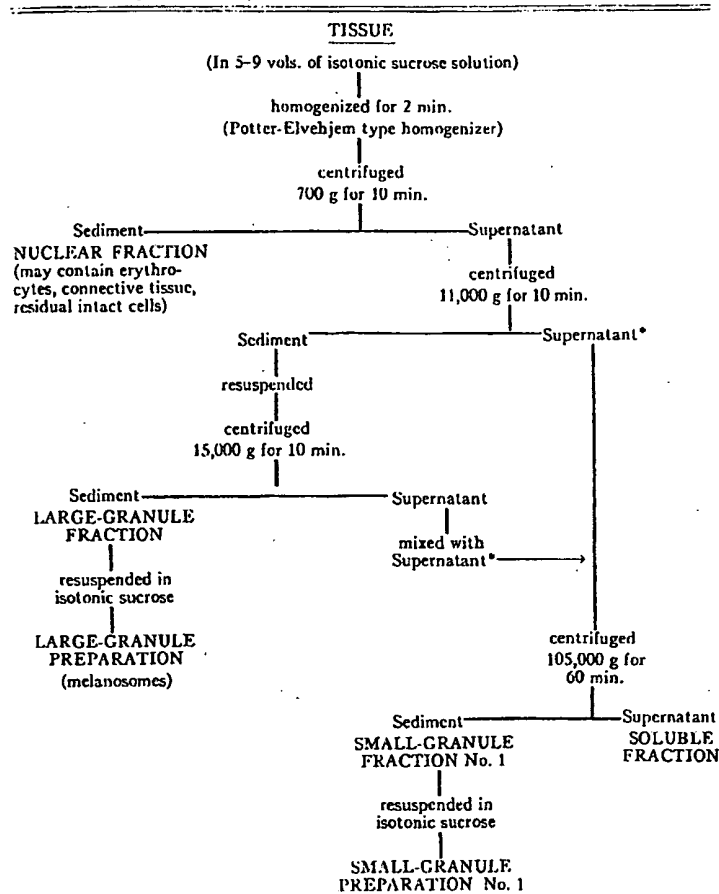 TISSUE
(In 5-9 vols. of isotonic sucrose solution)
homogenized for 2 min.
(Potter-Elvehjem type homogenizer)
centrifuged
700 g for 10 min.
Sediment
Supernatant
NUCLEAR FRACTION
(may contain erythro-
cytes, connective tissue,
residual intact cells)
centrifuged
11,000 g for 10 min.
Sediment
Supernatant*
resuspended
centrifuged
15,000 g for 10 min.
Sediment
Supernatant
LARGE-GRANULE
FRACTION
mixed with
Supernatant*
resuspended in
isotonic sucrose
LARGE-GRANULE
PREPARATION
(melanosomes)
centrifuged
105,000 g for
60 min.
Sediment
Supernatant
SMALL-GRANULE
FRACTION No. 1
SOLUBLE
FRACTION
resuspended in
isotonic sucrose
SMALL-GRANULE
PREPARATION No. 1